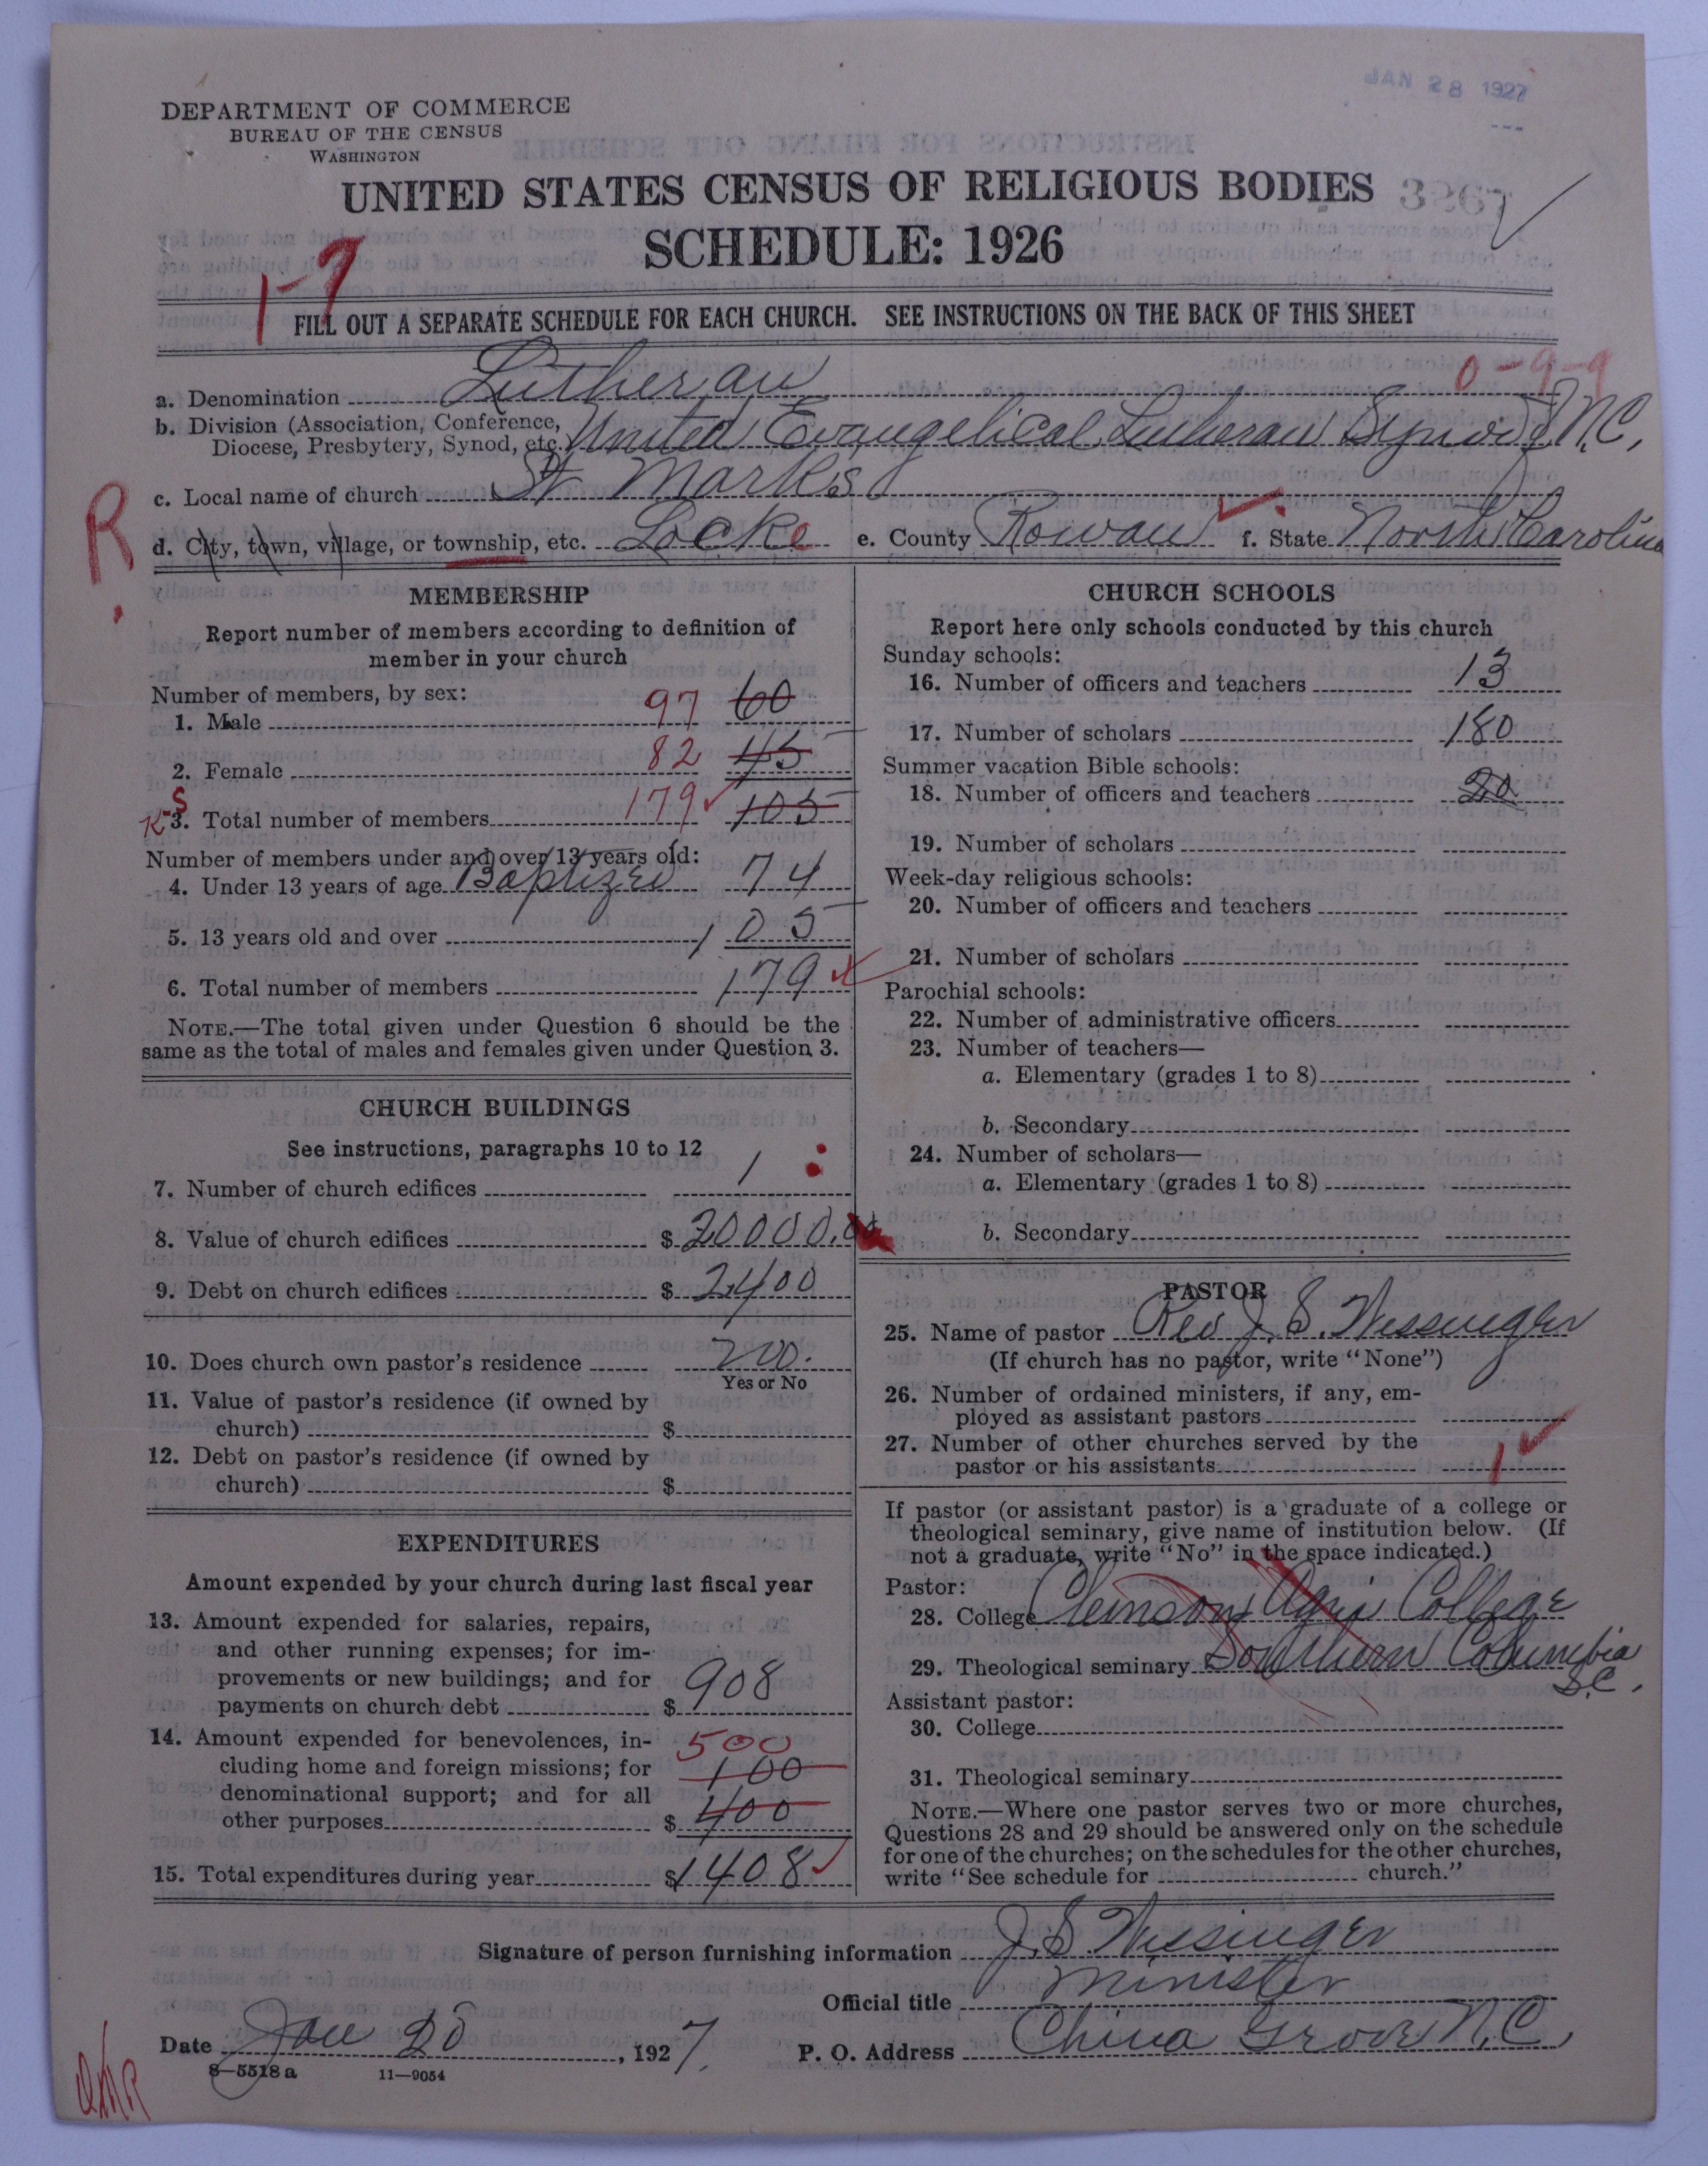 JAN 28 1927
DEPARTMENT OF COMMERCE
BUREAU OF THE CENSUS
WASHINGTON
UNITED STATES CENSUS OF RELIGIOUS BODIES
SCHEDULE: 1926
1-7
FILL OUT A SEPARATE SCHEDULE FOR EACH CHURCH. SEE INSTRUCTIONS ON THE BACK OF THIS SHEET
0-9-9
a. Denomination Lutheran
b. Division (Association, Conference,
Diocese, Presbytery, Synod, etc. United Evangelical Lutheran Synod of N.C.
c. Local name of church St Marks
R
d. City, town, village, or township, etc. Locke e. County Rowan f. State North Carolina
MEMBERSHIP
Report number of members according to definition of
member in your church
Number of members, by sex:
1. Male 97 60
2. Female 82 45
K-S
3. Total number of members 179 105
Number of members under and over 13 years old:
4. Under 13 years of age Baptized 74
5. 13 years old and over 105
6. Total number of members 179
NOTE.—The total given under Question 6 should be the
same as the total of males and females given under Question 3.
CHURCH BUILDINGS
See instructions, paragraphs 10 to 12
7. Number of church edifices 1
8. Value of church edifices $ 20000.00
9. Debt on church edifices $ 2400
10. Does church own pastor's residence no.
Yes or No
11. Value of pastor's residence (if owned by
church) $
12. Debt on pastor's residence (if owned by
church) $
EXPENDITURES
Amount expended by your church during last fiscal year
13. Amount expended for salaries, repairs,
and other running expenses; for im-
provements or new buildings; and for
payments on church debt $ 908
14. Amount expended for benevolences, in- 500
cluding home and foreign missions; for 100
denominational support; and for all
other purposes $ 400
15. Total expenditures during year $1408
CHURCH SCHOOLS
Report here only schools conducted by this church
Sunday schools:
16. Number of officers and teachers 13
17. Number of scholars 180
Summer vacation Bible schools:
18. Number of officers and teachers
19. Number of scholars
Week-day religious schools:
20. Number of officers and teachers
21. Number of scholars
Parochial schools:
22. Number of administrative officers
23. Number of teachers—
a. Elementary (grades 1 to 8)
b. Secondary
24. Number of scholars—
a. Elementary (grades 1 to 8)
b. Secondary
PASTOR
25. Name of pastor Rev J. S. Wessinger
(If church has no pastor, write "None")
26. Number of ordained ministers, if any, em-
ployed as assistant pastors
27. Number of other churches served by the
pastor or his assistants 1
If pastor (or assistant pastor) is a graduate of a college or
theological seminary, give name of institution below. (If
not a graduate, write "No" in the space indicated.)
Pastor:
28. College Clemson Agri College
29. Theological seminary Southern Columbia
S.C.
Assistant pastor:
30. College
31. Theological seminary
NOTE.—Where one pastor serves two or more churches,
Questions 28 and 29 should be answered only on the schedule
for one of the churches; on the schedules for the other churches,
write "See schedule for church."
Signature of person furnishing information J. S. Wessinger
Official title Minister
Date Jan 28, 1927. P. O. Address China Grove N.C.
8—5518 a 11—9054